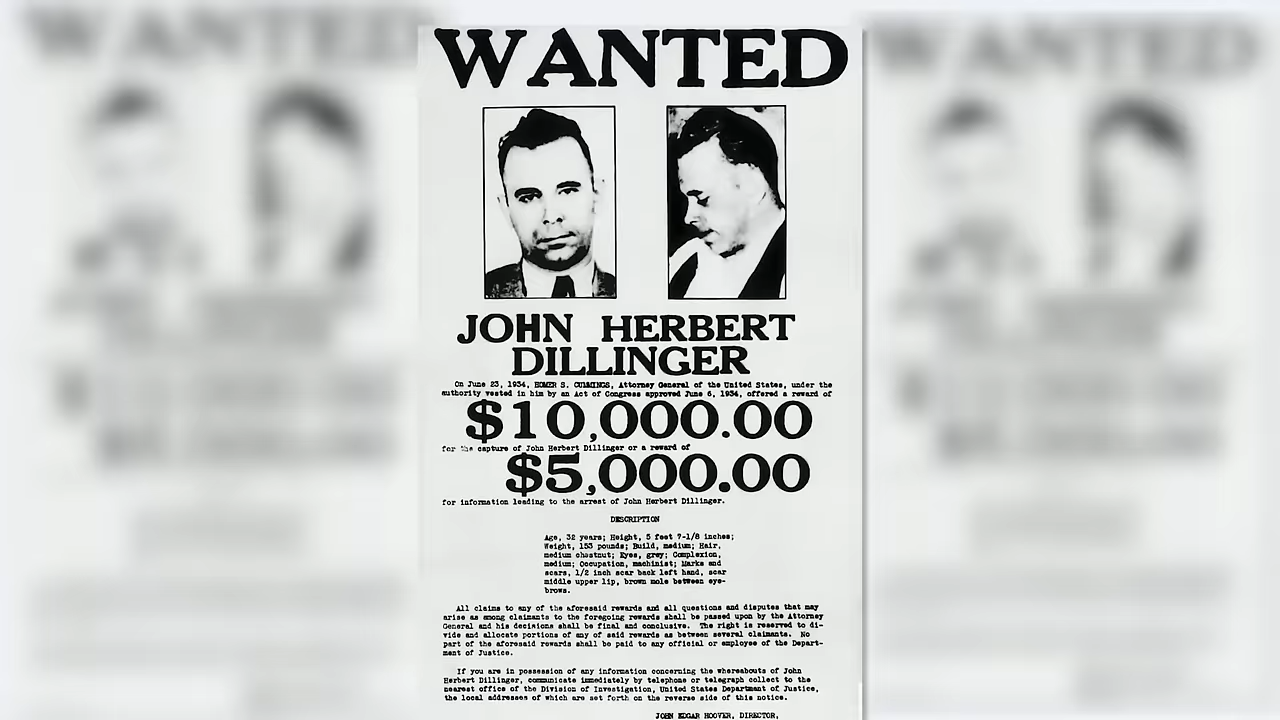 WANTED
JOHN HERBERT
DILLINGER
On June 23, 1934, HOMER S. CUMMINGS, Attorney General of the United States, under the
authority vested in him by an Act of Congress approved June 6, 1934, offered a reward of
$10,000.00
for the capture of John Herbert Dillinger or a reward of
$5,000.00
for information leading to the arrest of John Herbert Dillinger.
DESCRIPTION
Age, 32 years; Height, 5 feet 7-1/8 inches;
Weight, 153 pounds; Build, medium; Hair,
medium chestnut; Eyes, grey; Complexion,
medium; Occupation, machinist; Marks and
scars, 1/2 inch scar back left hand, scar
middle upper lip, brown mole between eye-
brows.
All claims to any of the aforesaid rewards and all questions and disputes that may
arise as among claimants to the foregoing rewards shall be passed upon by the Attorney
General and his decisions shall be final and conclusive. The right is reserved to di-
vide and allocate portions of any of said rewards as between several claimants. No
part of the aforesaid rewards shall be paid to any official or employee of the Depart-
ment of Justice.
If you are in possession of any information concerning the whereabouts of John
Herbert Dillinger, communicate immediately by telephone or telegraph collect to the
nearest office of the Division of Investigation, United States Department of Justice,
the local addresses of which are set forth on the reverse side of this notice.
JOHN EDGAR HOOVER, DIRECTOR,